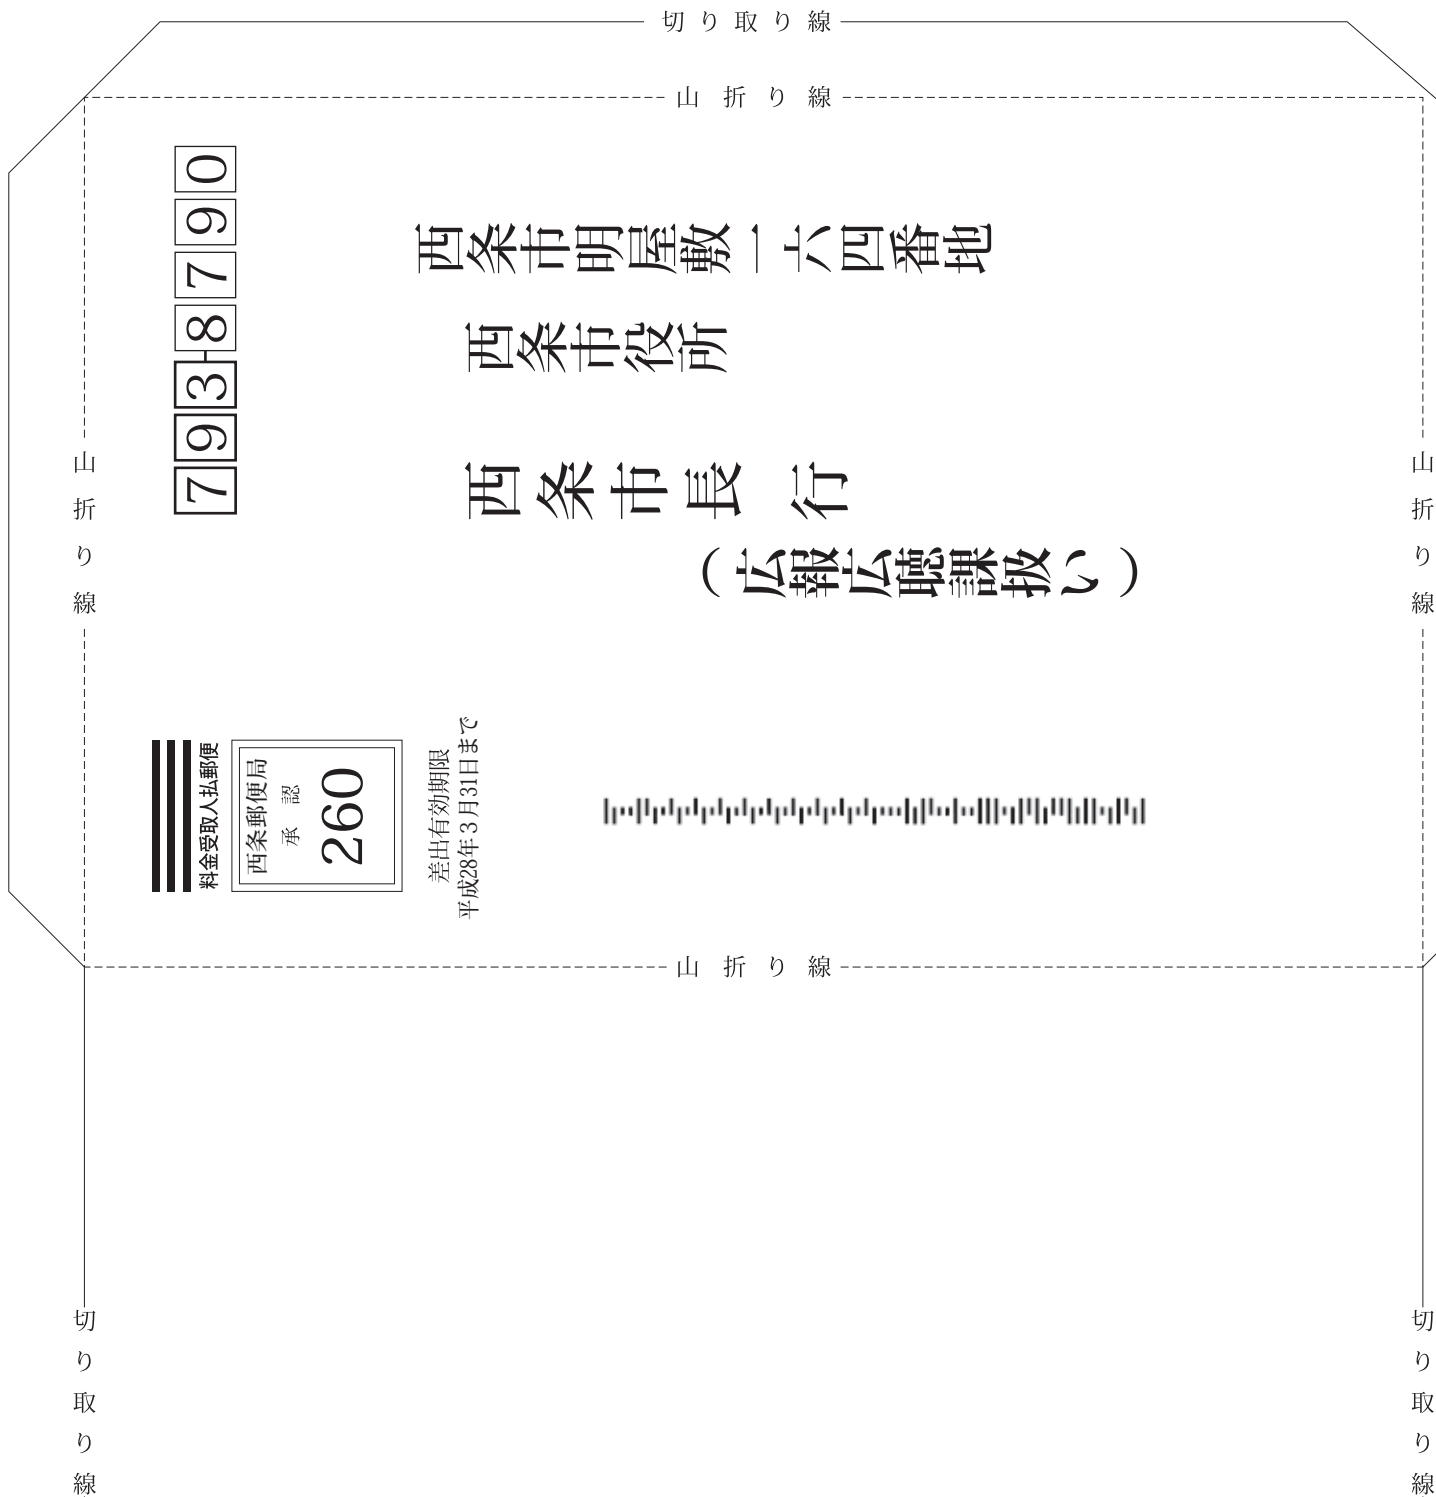 切り取り線
山折り線
793-8790
西条市明屋敷一六四番地
西条市役所
西条市長 行
(広報広聴課扱い)
料金受取人払郵便
西条郵便局
承認
260
差出有効期限
平成28年3月31日まで
山折り線
山折り線
山折り線
切り取り線
切り取り線